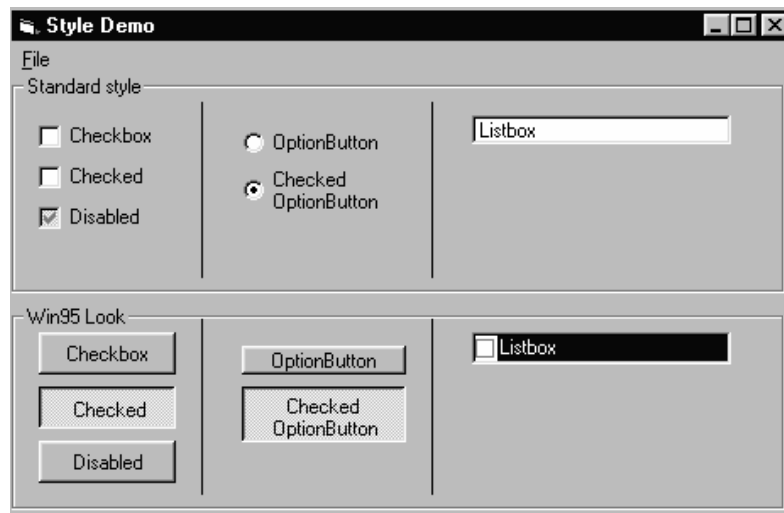 Style Demo
File
Standard style
Checkbox
Checked
Disabled
OptionButton
Checked
OptionButton
Listbox
Win95 Look
Checkbox
Checked
Disabled
OptionButton
Checked
OptionButton
Listbox